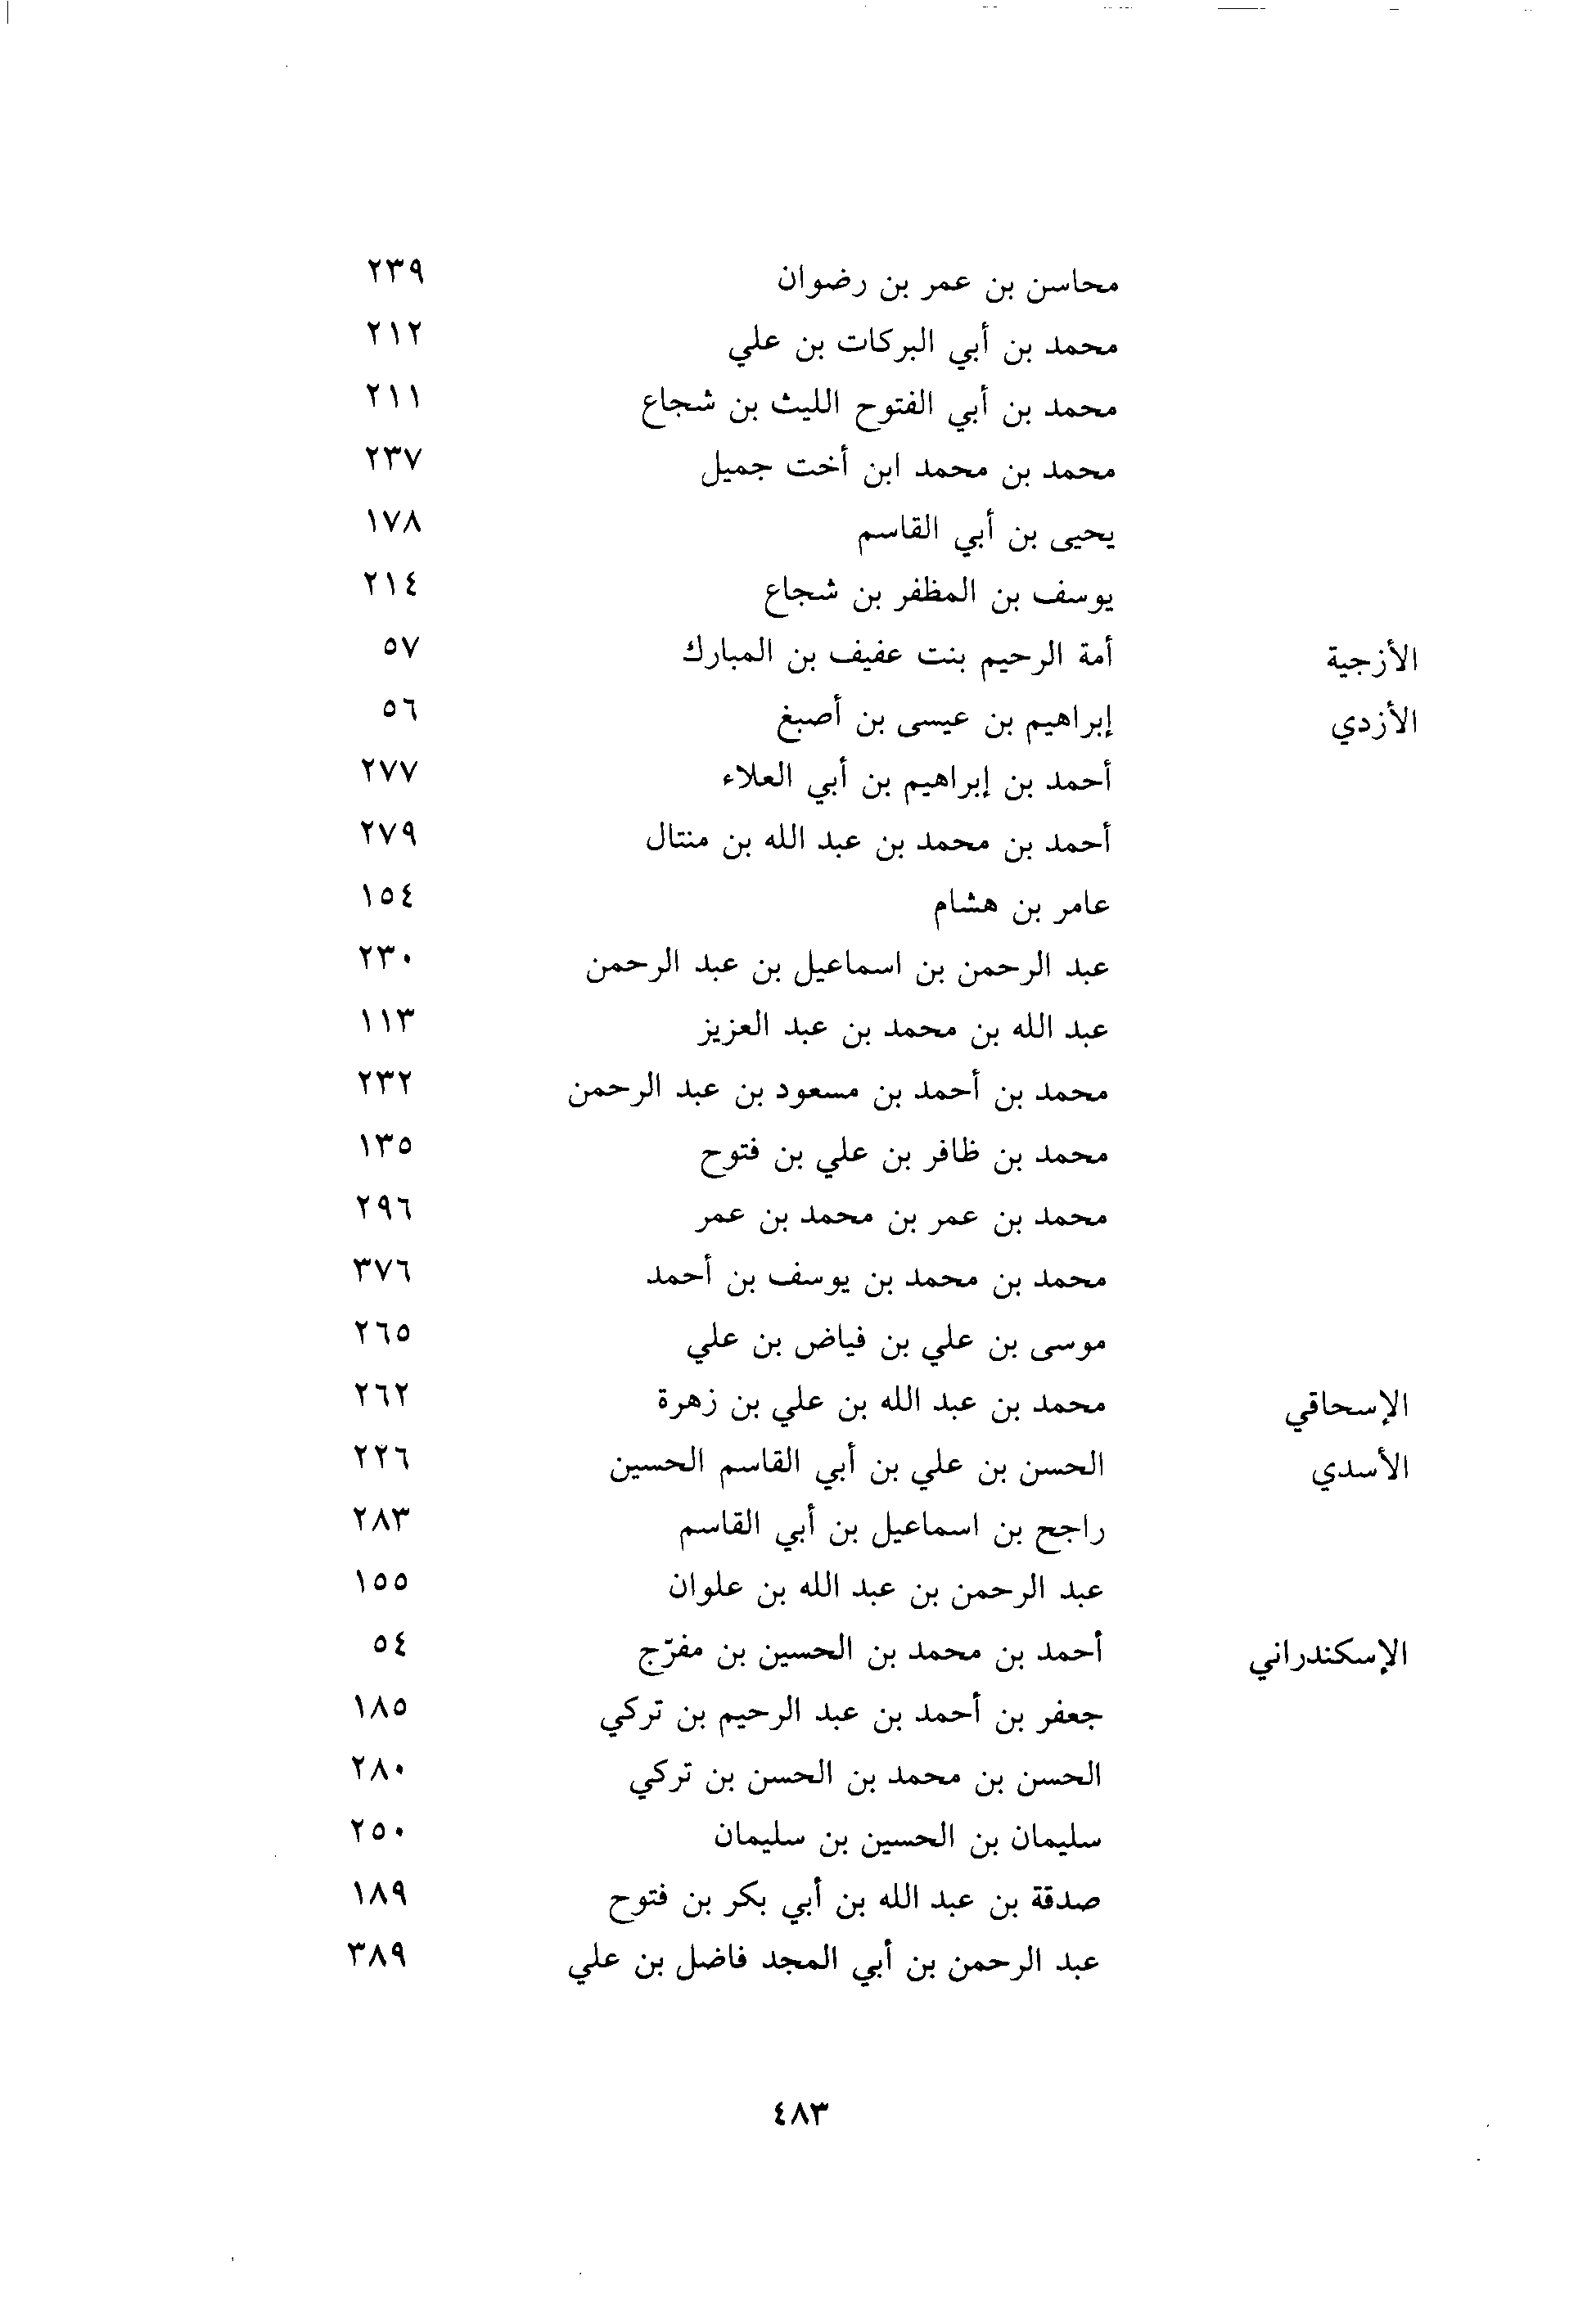 محاسن بن عمر بن رضوان ٢٣٩
محمد بن أبي البركات بن علي ٢١٢
محمد بن أبي الفتوح الليث بن شجاع ٢١١
محمد بن محمد ابن أخت جميل ٢٣٧
يحيى بن أبي القاسم ١٧٨
يوسف بن المظفر بن شجاع ٢١٤
الأزجية أمة الرحيم بنت عفيف بن المبارك ٥٧
الأزدي إبراهيم بن عيسى بن أصبغ ٥٦
أحمد بن إبراهيم بن أبي العلاء ٢٧٧
أحمد بن محمد بن عبد الله بن منتال ٢٧٩
عامر بن هشام ١٥٤
عبد الرحمن بن اسماعيل بن عبد الرحمن ٢٣٠
عبد الله بن محمد بن عبد العزيز ١١٣
محمد بن أحمد بن مسعود بن عبد الرحمن ٢٣٢
محمد بن ظافر بن علي بن فتوح ١٣٥
محمد بن عمر بن محمد بن عمر ٢٩٦
محمد بن محمد بن يوسف بن أحمد ٣٧٦
موسى بن علي بن فياض بن علي ٢٦٥
الإسحاقي محمد بن عبد الله بن علي بن زهرة ٢٦٢
الأسدي الحسن بن علي بن أبي القاسم الحسين ٢٢٦
راجح بن اسماعيل بن أبي القاسم ٢٨٣
عبد الرحمن بن عبد الله بن علوان ١٥٥
الإسكندراني أحمد بن محمد بن الحسين بن مفرّج ٥٤
جعفر بن أحمد بن عبد الرحيم بن تركي ١٨٥
الحسن بن محمد بن الحسن بن تركي ٢٨٠
سليمان بن الحسين بن سليمان ٢٥٠
صدقة بن عبد الله بن أبي بكر بن فتوح ١٨٩
عبد الرحمن بن أبي المجد فاضل بن علي ٣٨٩
٤٨٣